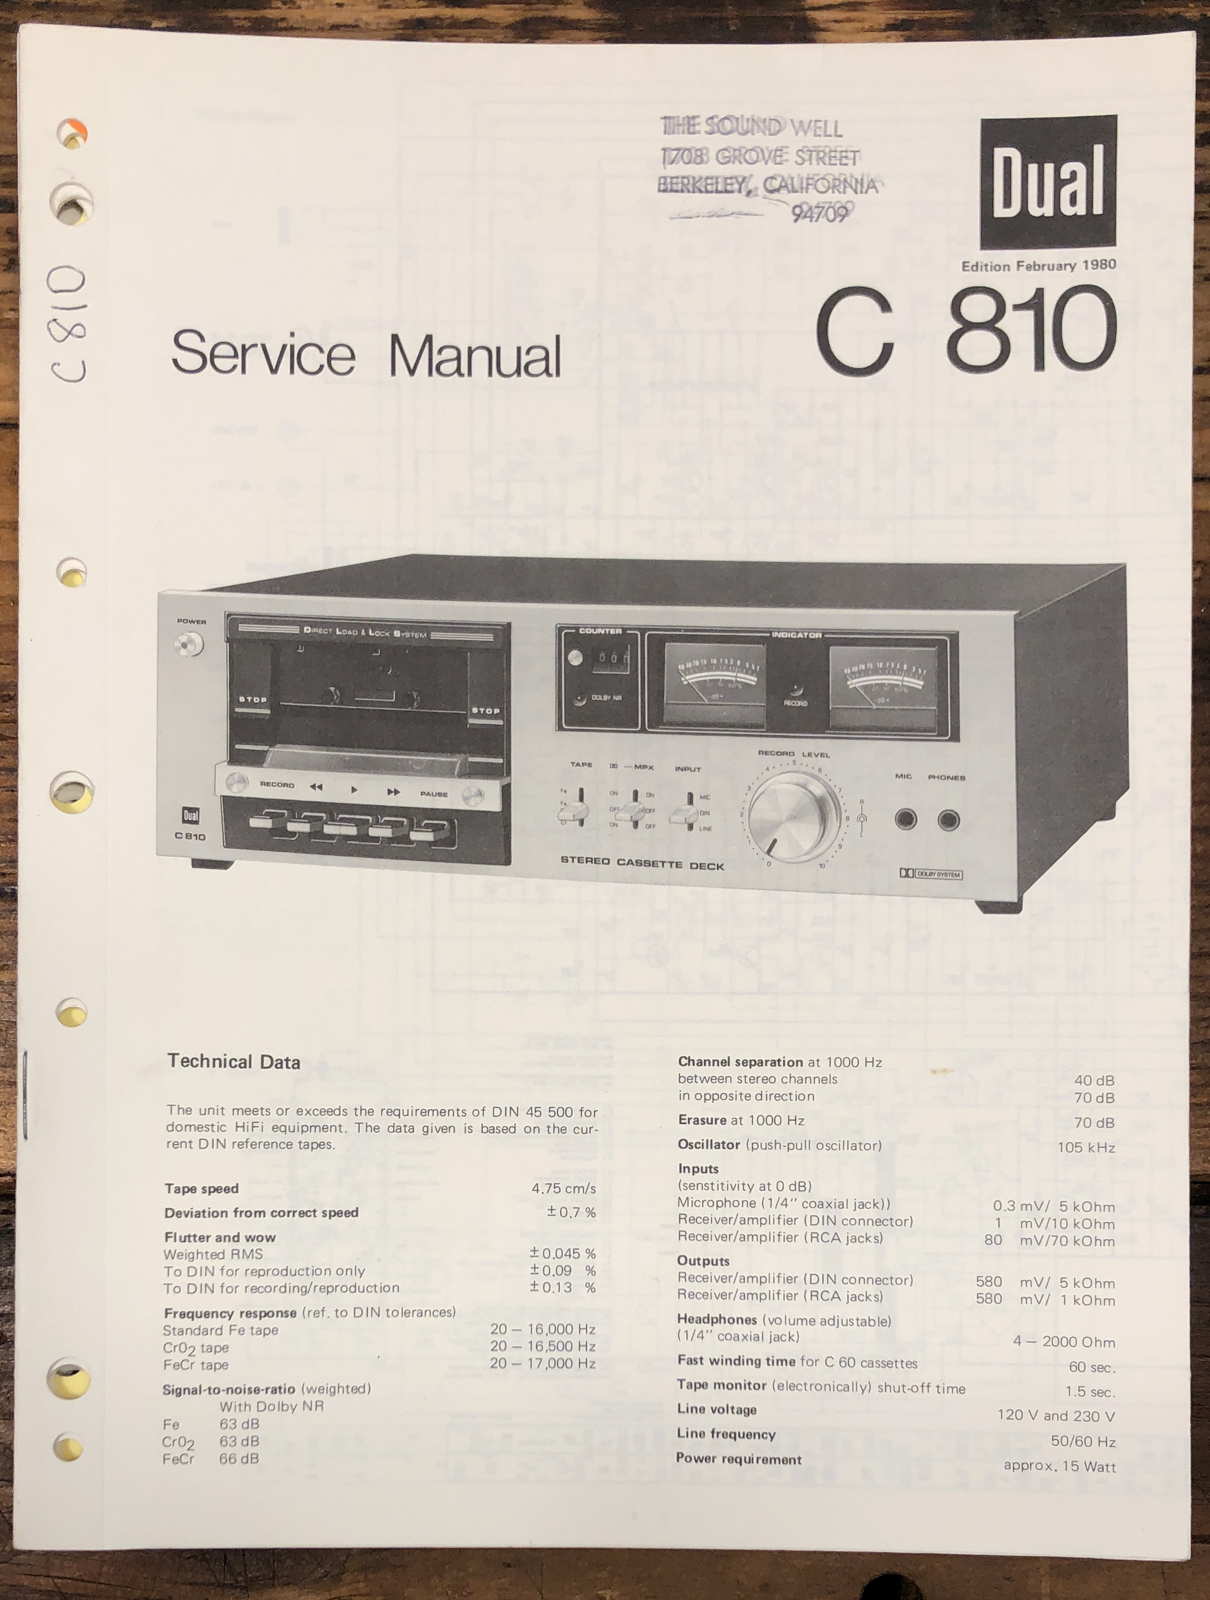 THE SOUND WELL
1708 GROVE STREET
BERKELEY, CALIFORNIA
94709
Dual
Edition February 1980
C 810
C 810
Service Manual
POWER
DIRECT LOAD & LOCK SYSTEM
STOP
STOP
RECORD
PAUSE
Dual
C 810
COUNTER
DOLBY NR
INDICATOR
RECORD
TAPE
MPX
INPUT
ON ON MIC
OFF OFF DIN
ON OFF LINE
RECORD LEVEL
MIC PHONES
STEREO CASSETTE DECK
DOLBY SYSTEM
Technical Data
The unit meets or exceeds the requirements of DIN 45 500 for
domestic HiFi equipment. The data given is based on the cur-
rent DIN reference tapes.
Tape speed 4.75 cm/s
Deviation from correct speed ± 0.7 %
Flutter and wow
Weighted RMS ± 0.045 %
To DIN for reproduction only ± 0.09 %
To DIN for recording/reproduction ± 0.13 %
Frequency response (ref. to DIN tolerances)
Standard Fe tape 20 – 16,000 Hz
CrO2 tape 20 – 16,500 Hz
FeCr tape 20 – 17,000 Hz
Signal-to-noise-ratio (weighted)
With Dolby NR
Fe 63 dB
CrO2 63 dB
FeCr 66 dB
Channel separation at 1000 Hz
between stereo channels 40 dB
in opposite direction 70 dB
Erasure at 1000 Hz 70 dB
Oscillator (push-pull oscillator) 105 kHz
Inputs
(senstitivity at 0 dB)
Microphone (1/4" coaxial jack)) 0.3 mV/ 5 kOhm
Receiver/amplifier (DIN connector) 1 mV/10 kOhm
Receiver/amplifier (RCA jacks) 80 mV/70 kOhm
Outputs
Receiver/amplifier (DIN connector) 580 mV/ 5 kOhm
Receiver/amplifier (RCA jacks) 580 mV/ 1 kOhm
Headphones (volume adjustable)
(1/4" coaxial jack) 4 – 2000 Ohm
Fast winding time for C 60 cassettes 60 sec.
Tape monitor (electronically) shut-off time 1.5 sec.
Line voltage 120 V and 230 V
Line frequency 50/60 Hz
Power requirement approx. 15 Watt